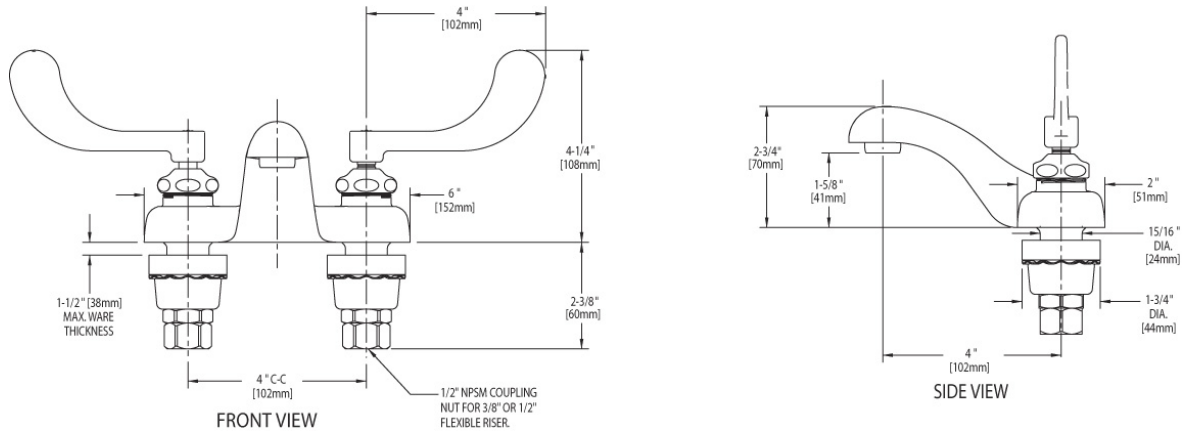 4"
[102mm]
4-1/4"
[108mm]
6"
[152mm]
1-1/2" [38mm]
MAX. WARE
THICKNESS
2-3/8"
[60mm]
4" C-C
[102mm]
1/2" NPSM COUPLING
NUT FOR 3/8" OR 1/2"
FLEXIBLE RISER.
FRONT VIEW
2-3/4"
[70mm]
1-5/8"
[41mm]
2"
[51mm]
15/16"
DIA.
[24mm]
1-3/4"
DIA.
[44mm]
4"
[102mm]
SIDE VIEW